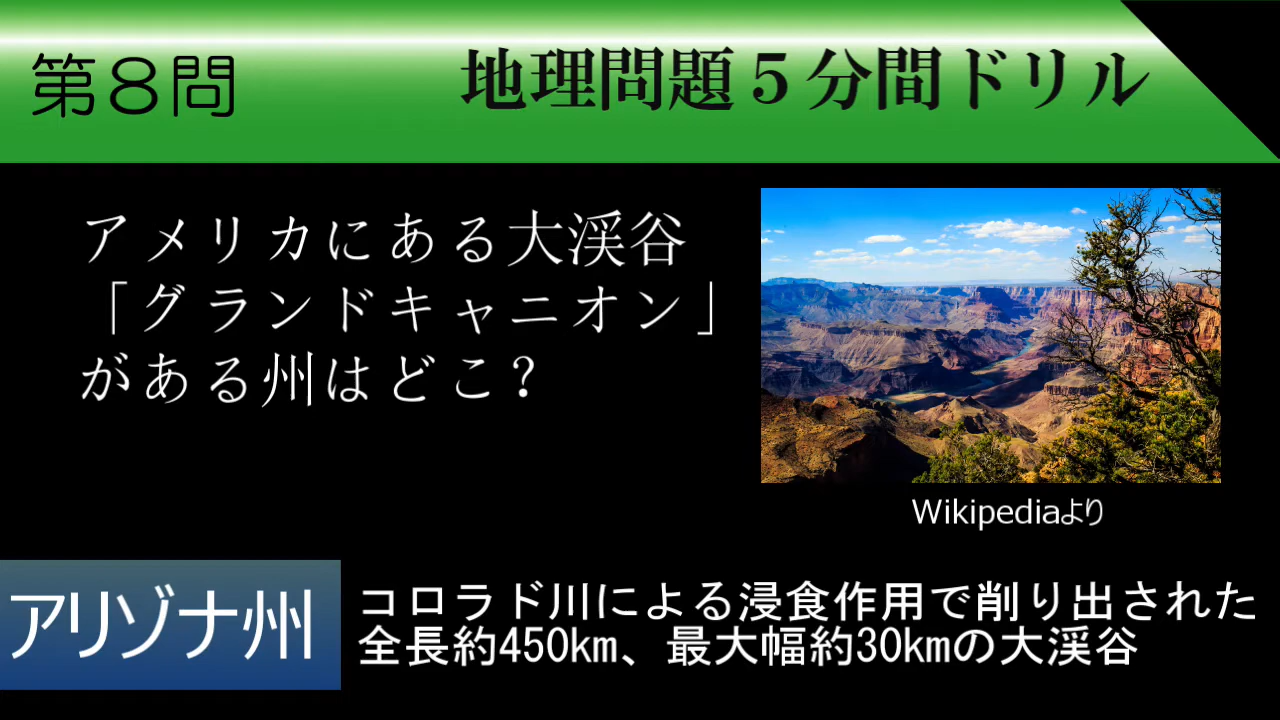 第8問
地理問題５分間ドリル
アメリカにある大渓谷
「グランドキャニオン」
がある州はどこ？
Wikipediaより
アリゾナ州
コロラド川による浸食作用で削り出された
全長約450km、最大幅約30kmの大渓谷